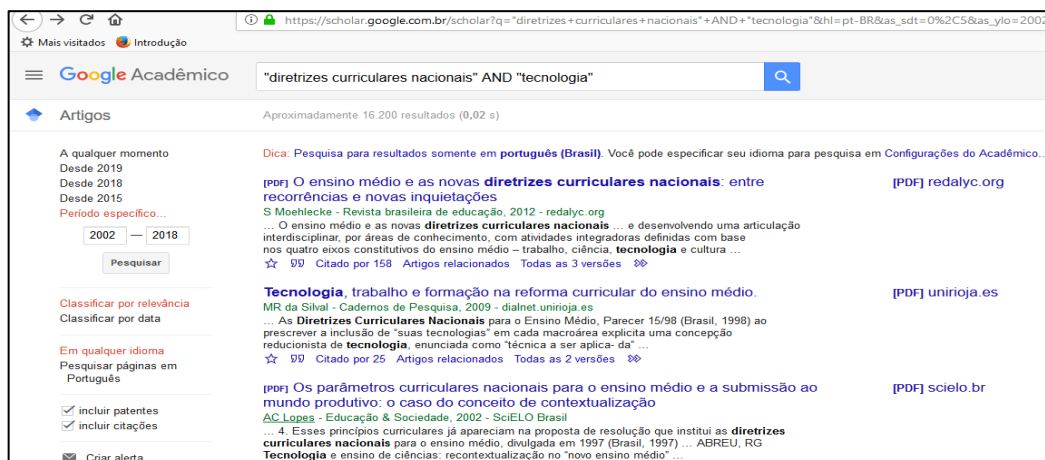 https://scholar.google.com.br/scholar?q="diretrizes+curriculares+nacionais"+AND+"tecnologia"&hl=pt-BR&as_sdt=0%2C5&as_ylo=2002
Mais visitados Introdução
Google Acadêmico
"diretrizes curriculares nacionais" AND "tecnologia"
Artigos
Aproximadamente 16.200 resultados (0,02 s)
A qualquer momento
Desde 2019
Desde 2018
Desde 2015
Período específico...
2002 — 2018
Pesquisar
Classificar por relevância
Classificar por data
Em qualquer idioma
Pesquisar páginas em
Português
incluir patentes
incluir citações
Criar alerta
Dica: Pesquisa para resultados somente em português (Brasil). Você pode especificar seu idioma para pesquisa em Configurações do Acadêmico..
[PDF] O ensino médio e as novas diretrizes curriculares nacionais: entre
recorrências e novas inquietações
[PDF] redalyc.org
S Moehlecke - Revista brasileira de educação, 2012 - redalyc.org
... O ensino médio e as novas diretrizes curriculares nacionais ... e desenvolvendo uma articulação
interdisciplinar, por áreas de conhecimento, com atividades integradoras definidas com base
nos quatro eixos constitutivos do ensino médio – trabalho, ciência, tecnologia e cultura ...
Citado por 158 Artigos relacionados Todas as 3 versões
Tecnologia, trabalho e formação na reforma curricular do ensino médio.
[PDF] unirioja.es
MR da Silval - Cadernos de Pesquisa, 2009 - dialnet.unirioja.es
... As Diretrizes Curriculares Nacionais para o Ensino Médio, Parecer 15/98 (Brasil, 1998) ao
prescrever a inclusão de “suas tecnologias” em cada macroárea explicita uma concepção
reducionista de tecnologia, enunciada como “técnica a ser aplica- da” ...
Citado por 25 Artigos relacionados Todas as 2 versões
[PDF] Os parâmetros curriculares nacionais para o ensino médio e a submissão ao
mundo produtivo: o caso do conceito de contextualização
[PDF] scielo.br
AC Lopes - Educação & Sociedade, 2002 - SciELO Brasil
... 4. Esses princípios curriculares já apareciam na proposta de resolução que institui as diretrizes
curriculares nacionais para o ensino médio, divulgada em 1997 (Brasil, 1997) ... ABREU, RG
Tecnologia e ensino de ciências: recontextualização no “novo ensino médio” ...